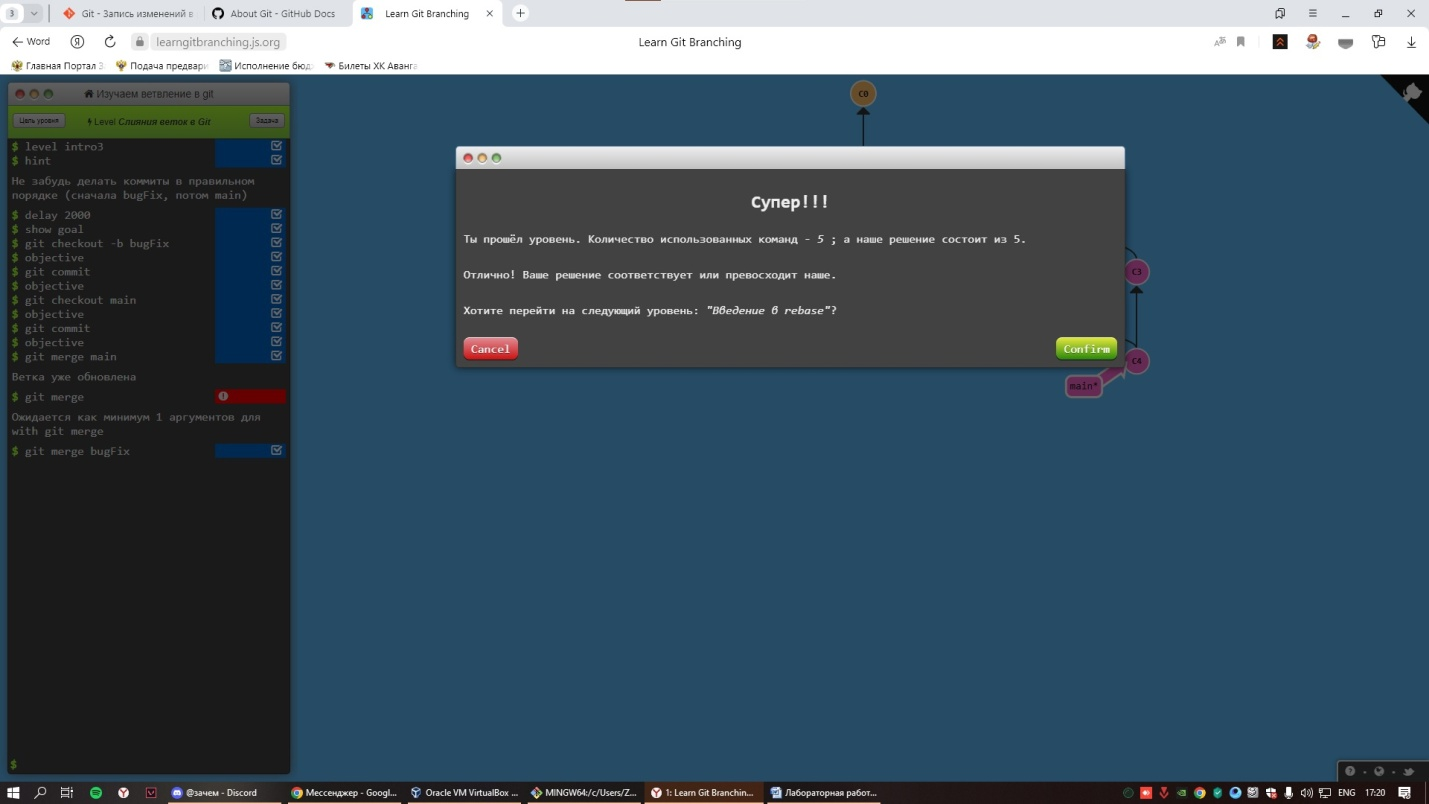 3
Git - Запись изменений в
About Git - GitHub Docs
Learn Git Branching
Word
learngitbranching.js.org
Learn Git Branching
Главная Портал З
Подача предвари
Исполнение бюд
Билеты ХК Аванга
Изучаем ветвление в git
Цель уровня
Level Слияния веток в Git
Задача
$ level intro3
$ hint
Не забудь делать коммиты в правильном
порядке (сначала bugFix, потом main)
$ delay 2000
$ show goal
$ git checkout -b bugFix
$ objective
$ git commit
$ objective
$ git checkout main
$ objective
$ git commit
$ objective
$ git merge main
Ветка уже обновлена
$ git merge
Ожидается как минимум 1 аргументов для
with git merge
$ git merge bugFix
$
C0
Супер!!!
Ты прошёл уровень. Количество использованных команд - 5 ; а наше решение состоит из 5.
Отлично! Ваше решение соответствует или превосходит наше.
Хотите перейти на следующий уровень: "Введение в rebase"?
Cancel
Confirm
C3
C4
main*
@зачем - Discord
Мессенджер - Googl...
Oracle VM VirtualBox ...
MINGW64:/c/Users/Z...
1: Learn Git Branchin...
Лабораторная работ...
ENG
17:20